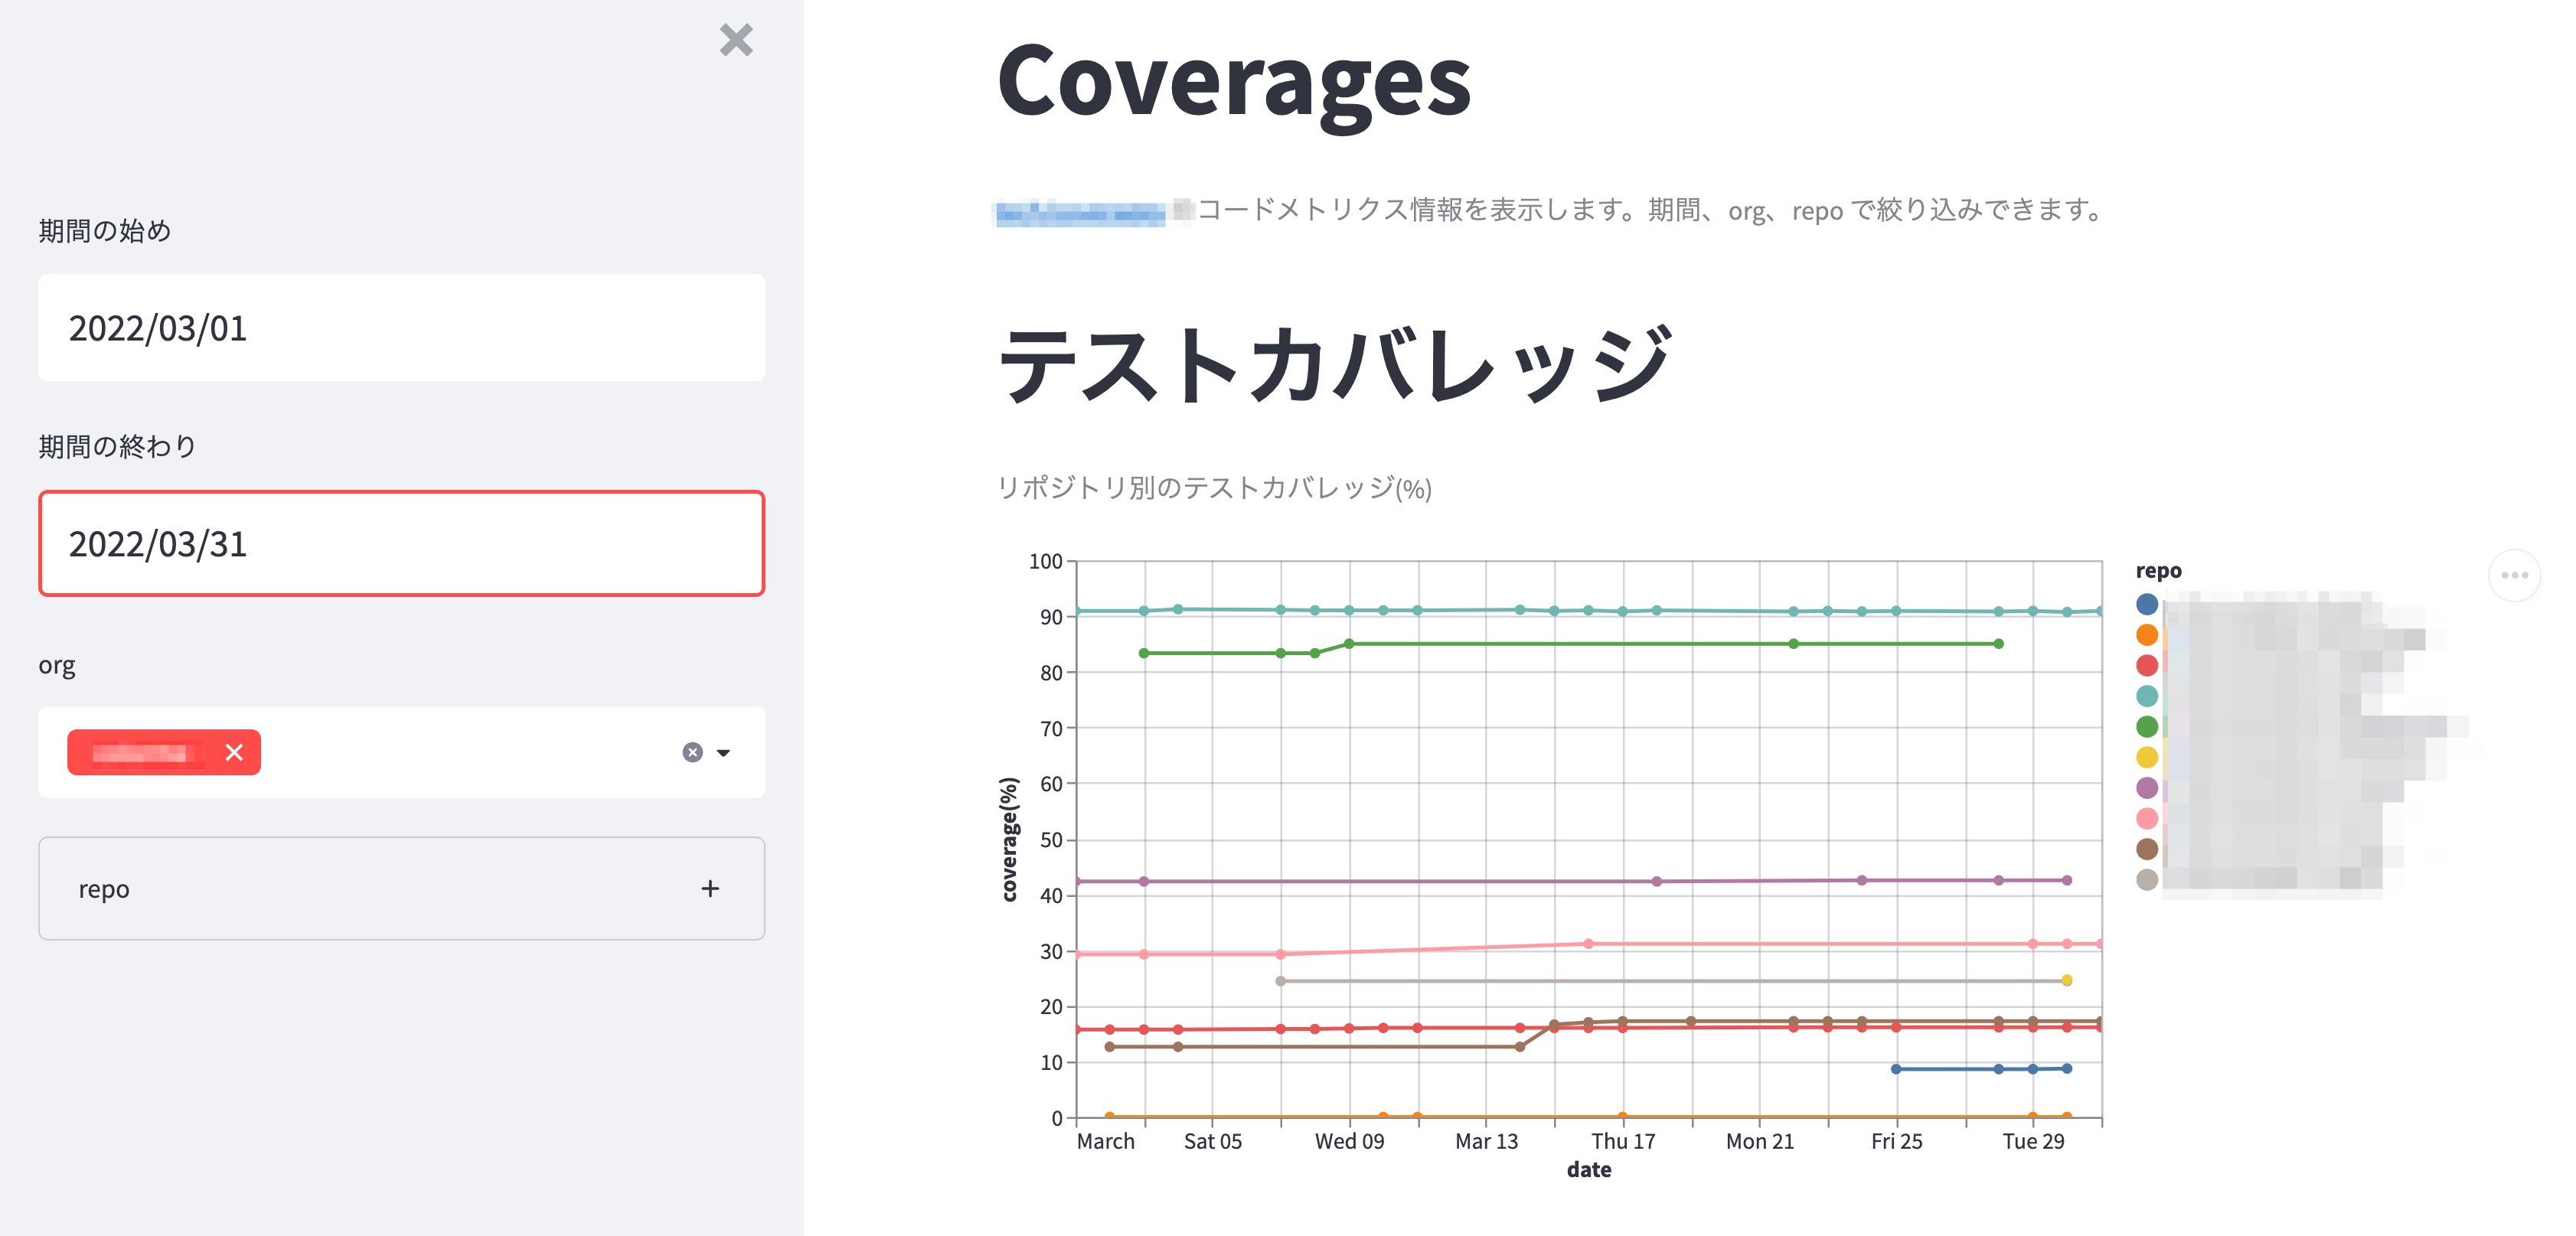 期間の始め
2022/03/01
期間の終わり
2022/03/31
org
repo
Coverages
コードメトリクス情報を表示します。期間、org、repo で絞り込みできます。
テストカバレッジ
リポジトリ別のテストカバレッジ(%)
100
90
80
70
60
50
40
30
20
10
0
coverage(%)
March Sat 05 Wed 09 Mar 13 Thu 17 Mon 21 Fri 25 Tue 29
date
repo